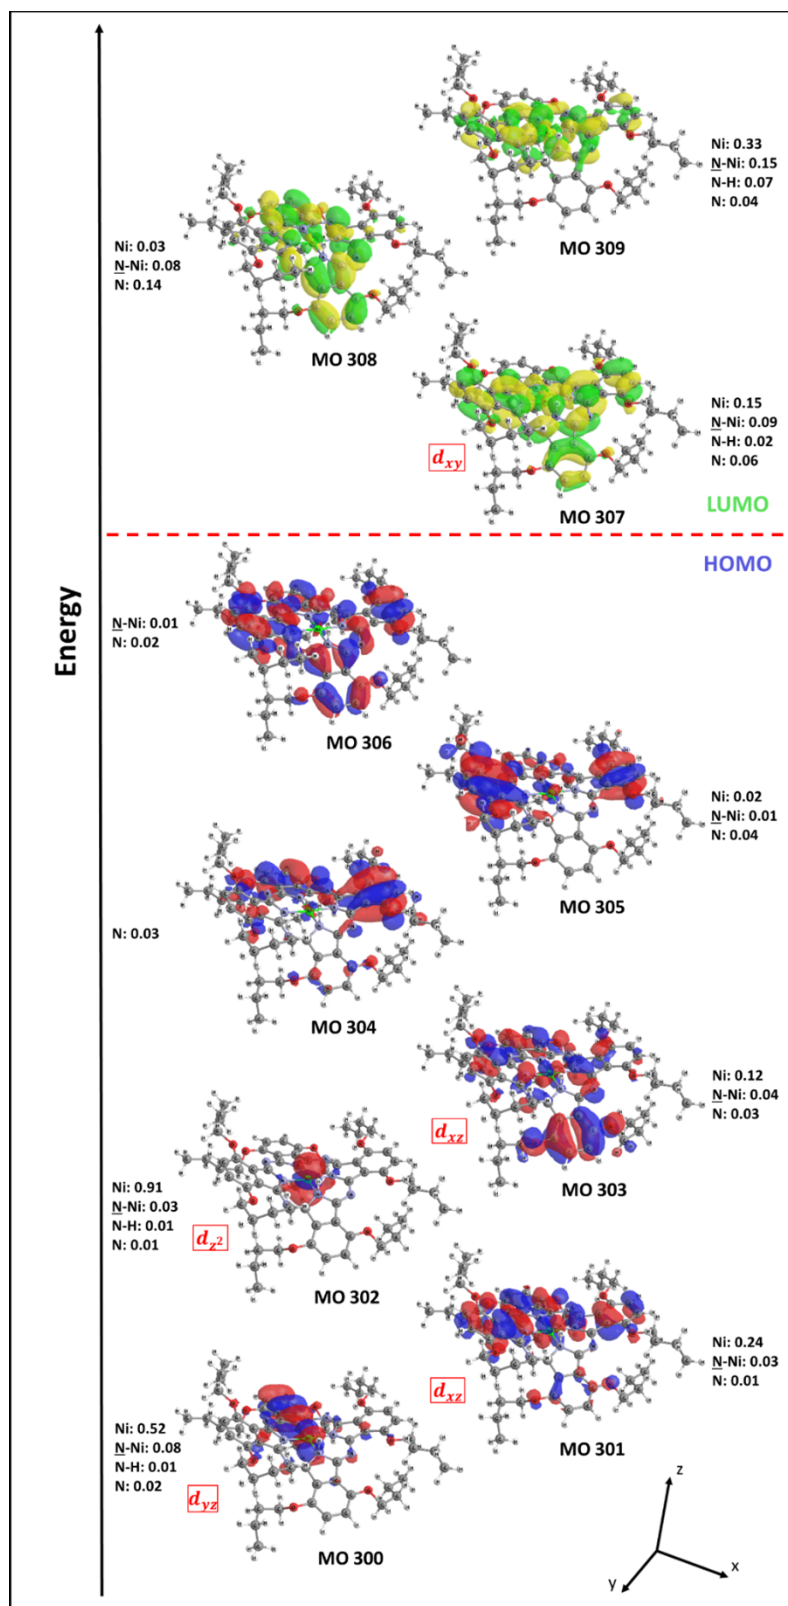 Energy
Ni: 0.33
N-Ni: 0.15
N-H: 0.07
N: 0.04
MO 309
Ni: 0.03
N-Ni: 0.08
N: 0.14
MO 308
Ni: 0.15
N-Ni: 0.09
N-H: 0.02
N: 0.06
d_xy
MO 307
LUMO
HOMO
N-Ni: 0.01
N: 0.02
MO 306
Ni: 0.02
N-Ni: 0.01
N: 0.04
MO 305
N: 0.03
MO 304
Ni: 0.12
N-Ni: 0.04
N: 0.03
d_xz
MO 303
Ni: 0.91
N-Ni: 0.03
N-H: 0.01
N: 0.01
d_z²
MO 302
Ni: 0.24
N-Ni: 0.03
N: 0.01
d_xz
MO 301
Ni: 0.52
N-Ni: 0.08
N-H: 0.01
N: 0.02
d_yz
MO 300
z
x
y